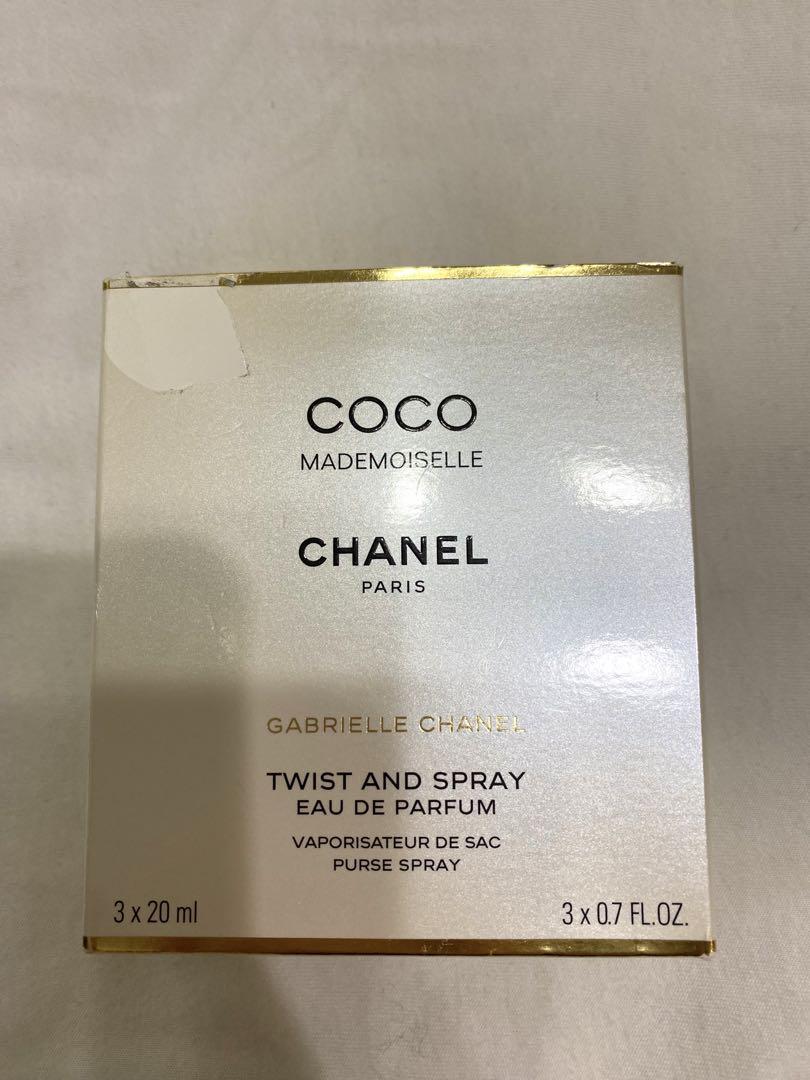 COCO
MADEMOISELLE
CHANEL
PARIS
GABRIELLE CHANEL
TWIST AND SPRAY
EAU DE PARFUM
VAPORISATEUR DE SAC
PURSE SPRAY
3 x 20 ml
3 x 0.7 FL.OZ.